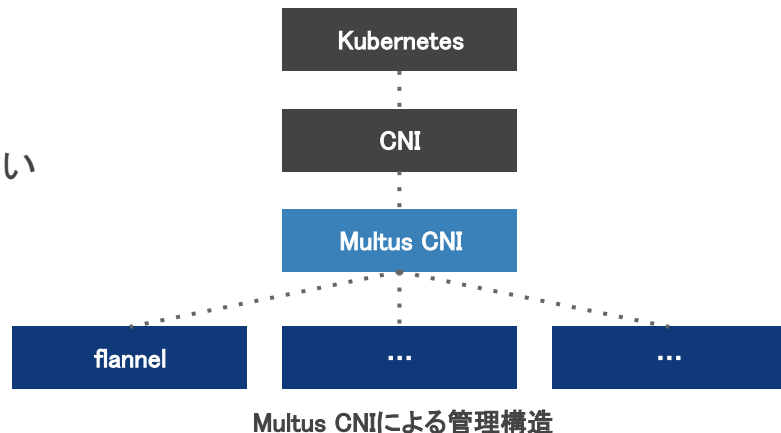 Kubernetes
CNI
い
Multus CNI
flannel
...
...
Multus CNIによる管理構造